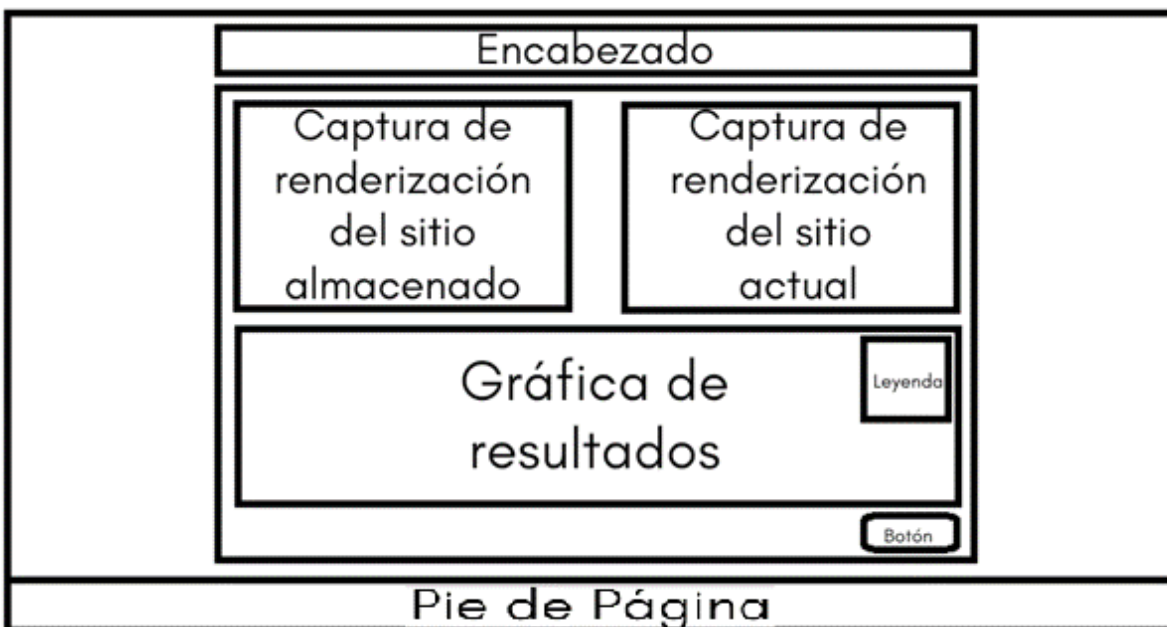 Encabezado
Captura de
renderización
del sitio
almacenado
Captura de
renderización
del sitio
actual
Gráfica de
resultados
Leyenda
Botón
Pie de Página